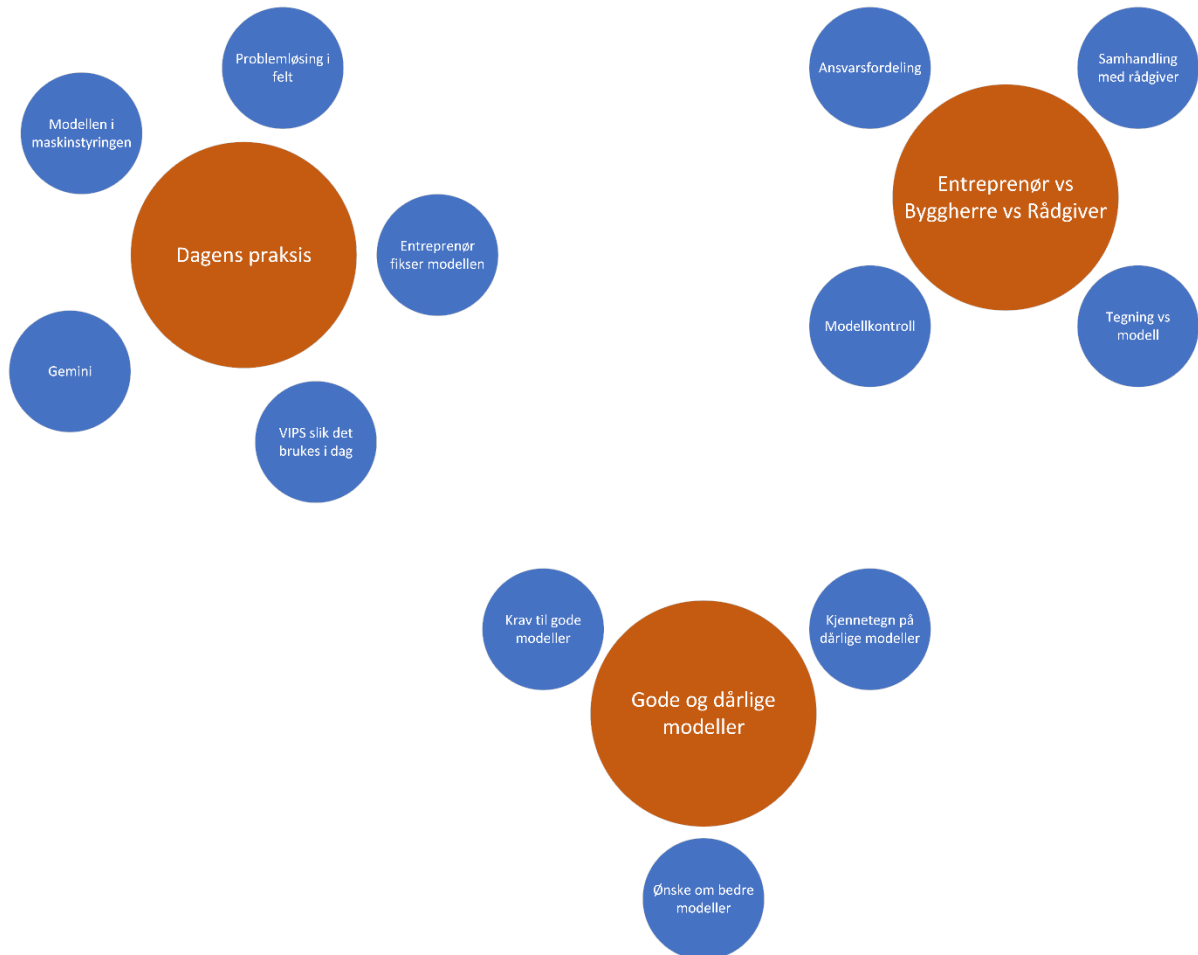 Problemløsing i
felt
Modellen i
maskinstyringen
Dagens praksis
Entreprenør
fikser modellen
Gemini
VIPS slik det
brukes i dag
Ansvarsfordeling
Samhandling
med rådgiver
Entreprenør vs
Byggherre vs Rådgiver
Modellkontroll
Tegning vs
modell
Krav til gode
modeller
Kjennetegn på
dårlige modeller
Gode og dårlige
modeller
Ønske om bedre
modeller